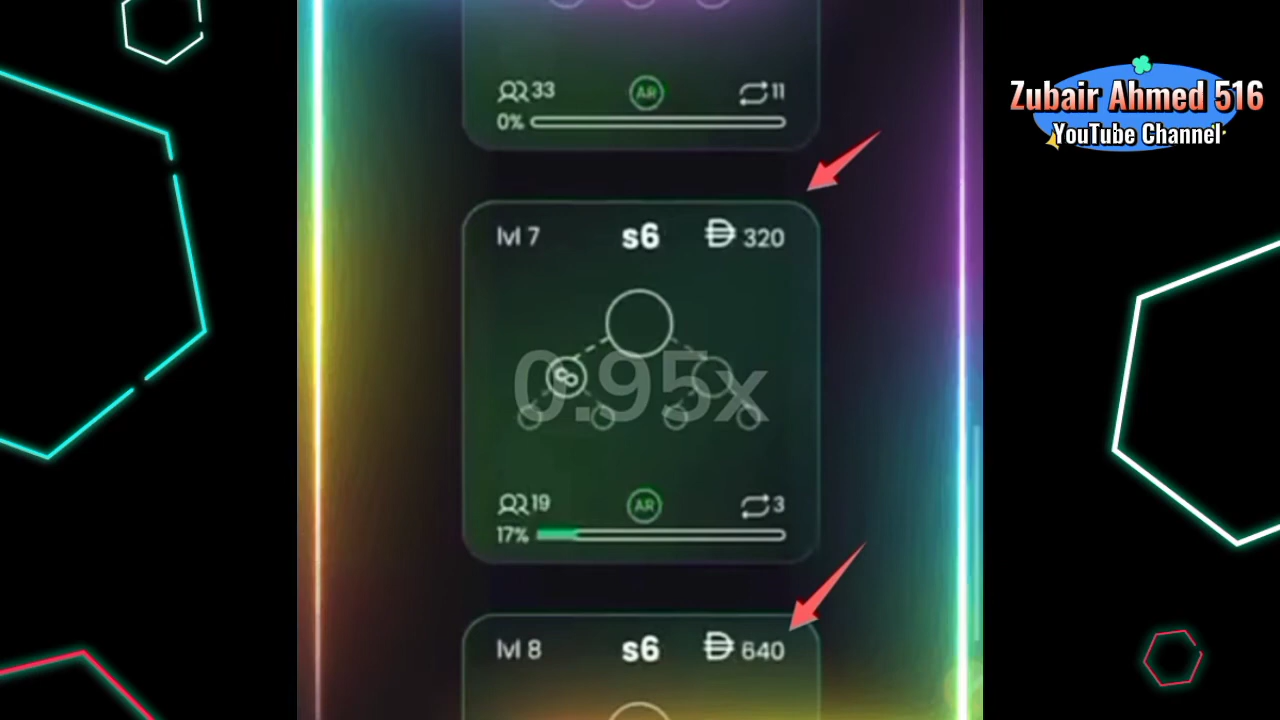 Zubair Ahmed 516
YouTube Channel
33
AR
11
0%
lvl 7
s6
320
0.95x
19
AR
3
17%
lvl 8
s6
640